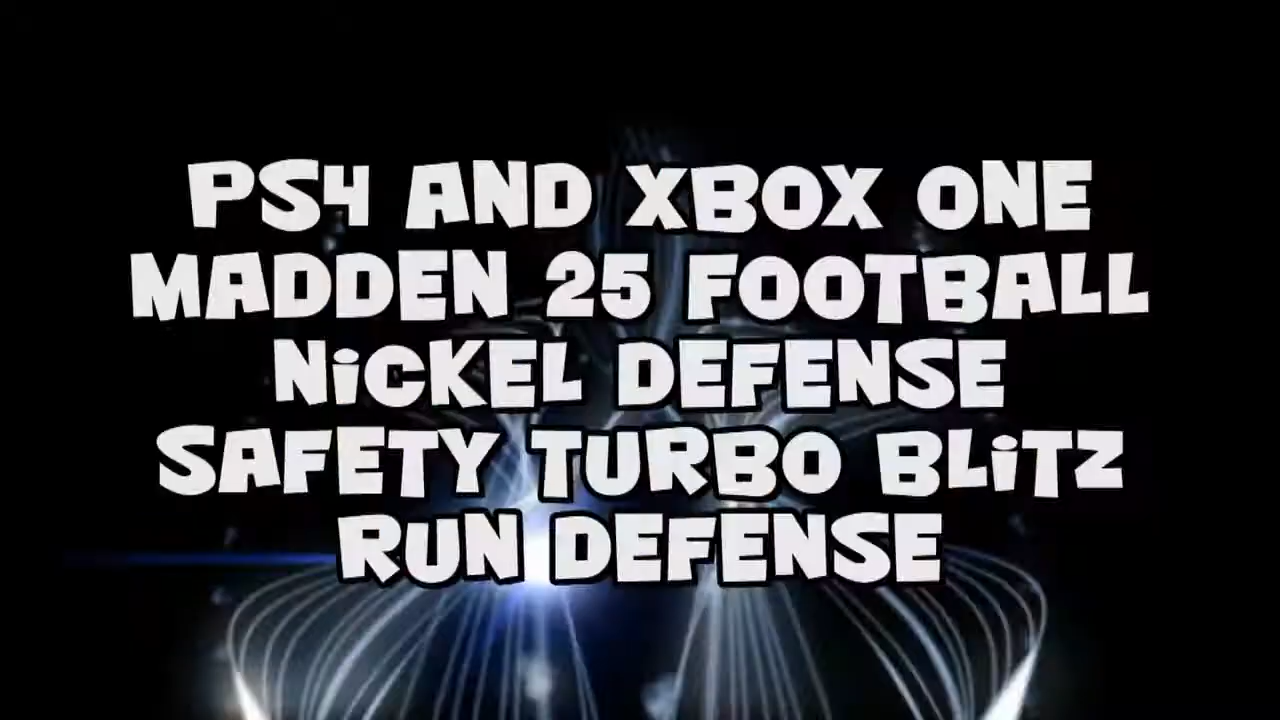 PS4 AND XBOX ONE
MADDEN 25 FOOTBALL
NiCKEL DEFENSE
SAFETY TURBO BLiTZ
RUN DEFENSE